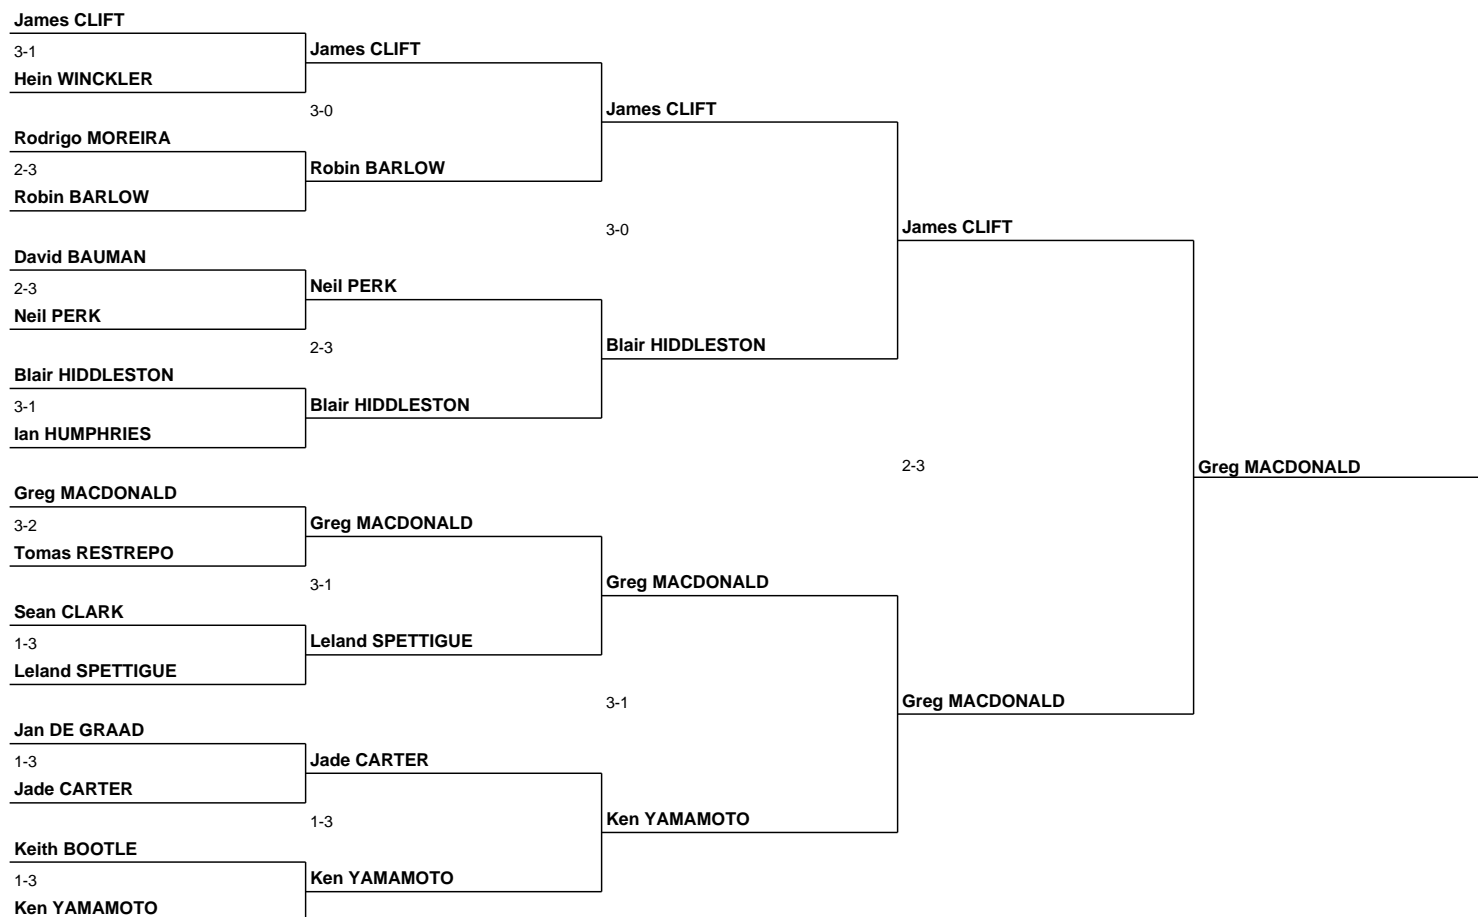 James CLIFT
3-1
Hein WINCKLER
James CLIFT
3-0
Rodrigo MOREIRA
2-3
Robin BARLOW
Robin BARLOW
James CLIFT
3-0
David BAUMAN
2-3
Neil PERK
Neil PERK
2-3
Blair HIDDLESTON
3-1
Ian HUMPHRIES
Blair HIDDLESTON
Blair HIDDLESTON
James CLIFT
2-3
Greg MACDONALD
Greg MACDONALD
3-2
Tomas RESTREPO
Greg MACDONALD
3-1
Sean CLARK
1-3
Leland SPETTIGUE
Leland SPETTIGUE
Greg MACDONALD
3-1
Greg MACDONALD
Jan DE GRAAD
1-3
Jade CARTER
Jade CARTER
1-3
Keith BOOTLE
1-3
Ken YAMAMOTO
Ken YAMAMOTO
Ken YAMAMOTO